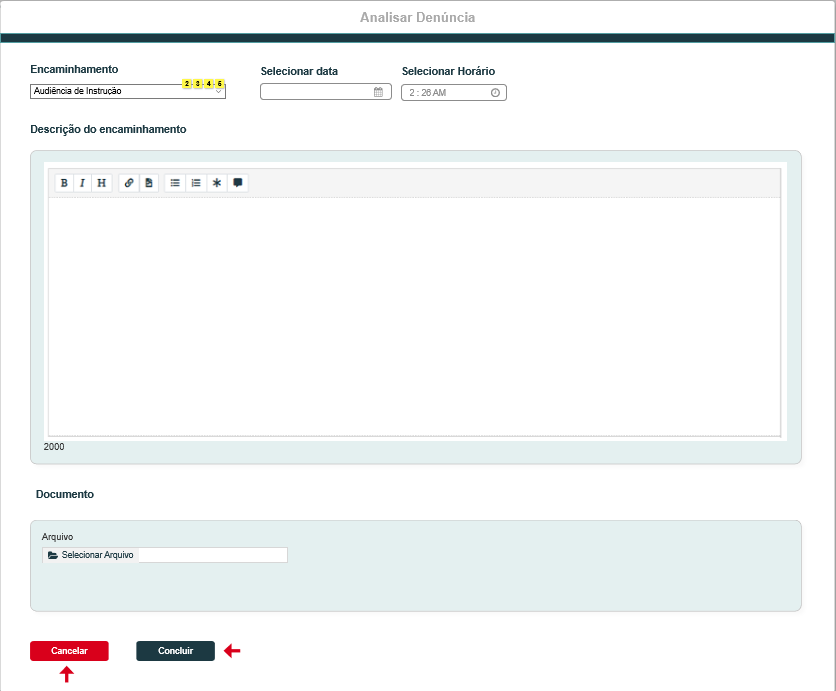 Analisar Denúncia
Encaminhamento
Selecionar data
Selecionar Horário
2 3 4 5
Audiência de Instrução
2 : 26 AM
Descrição do encaminhamento
B I H
2000
Documento
Arquivo
Selecionar Arquivo
Cancelar
Concluir